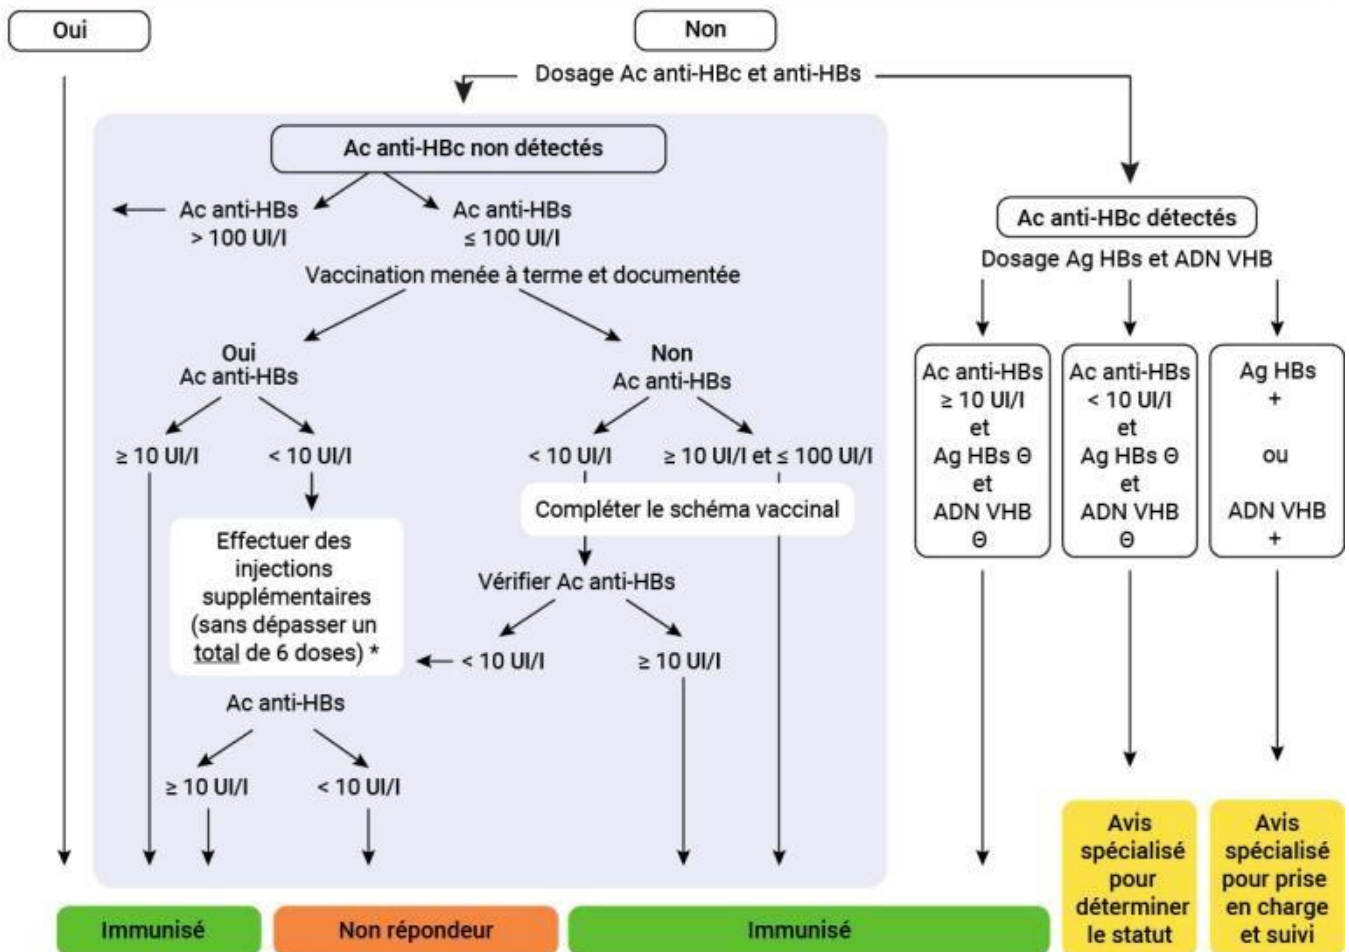 Oui
Non
Dosage Ac anti-HBc et anti-HBs
Ac anti-HBc non détectés
Ac anti-HBs
> 100 UI/l
Ac anti-HBs
≤ 100 UI/l
Vaccination menée à terme et documentée
Oui
Ac anti-HBs
Non
Ac anti-HBs
≥ 10 UI/l
< 10 UI/l
< 10 UI/l
≥ 10 UI/l et ≤ 100 UI/l
Effectuer des
injections
supplémentaires
(sans dépasser un
total de 6 doses) *
Compléter le schéma vaccinal
Vérifier Ac anti-HBs
< 10 UI/l
≥ 10 UI/l
Ac anti-HBs
≥ 10 UI/l
< 10 UI/l
Ac anti-HBc détectés
Dosage Ag HBs et ADN VHB
Ac anti-HBs
≥ 10 UI/l
et
Ag HBs Θ
et
ADN VHB
Θ
Ac anti-HBs
< 10 UI/l
et
Ag HBs Θ
et
ADN VHB
Θ
Ag HBs
+
ou
ADN VHB
+
Immunisé
Non répondeur
Immunisé
Avis
spécialisé
pour
déterminer
le statut
Avis
spécialisé
pour prise
en charge
et suivi